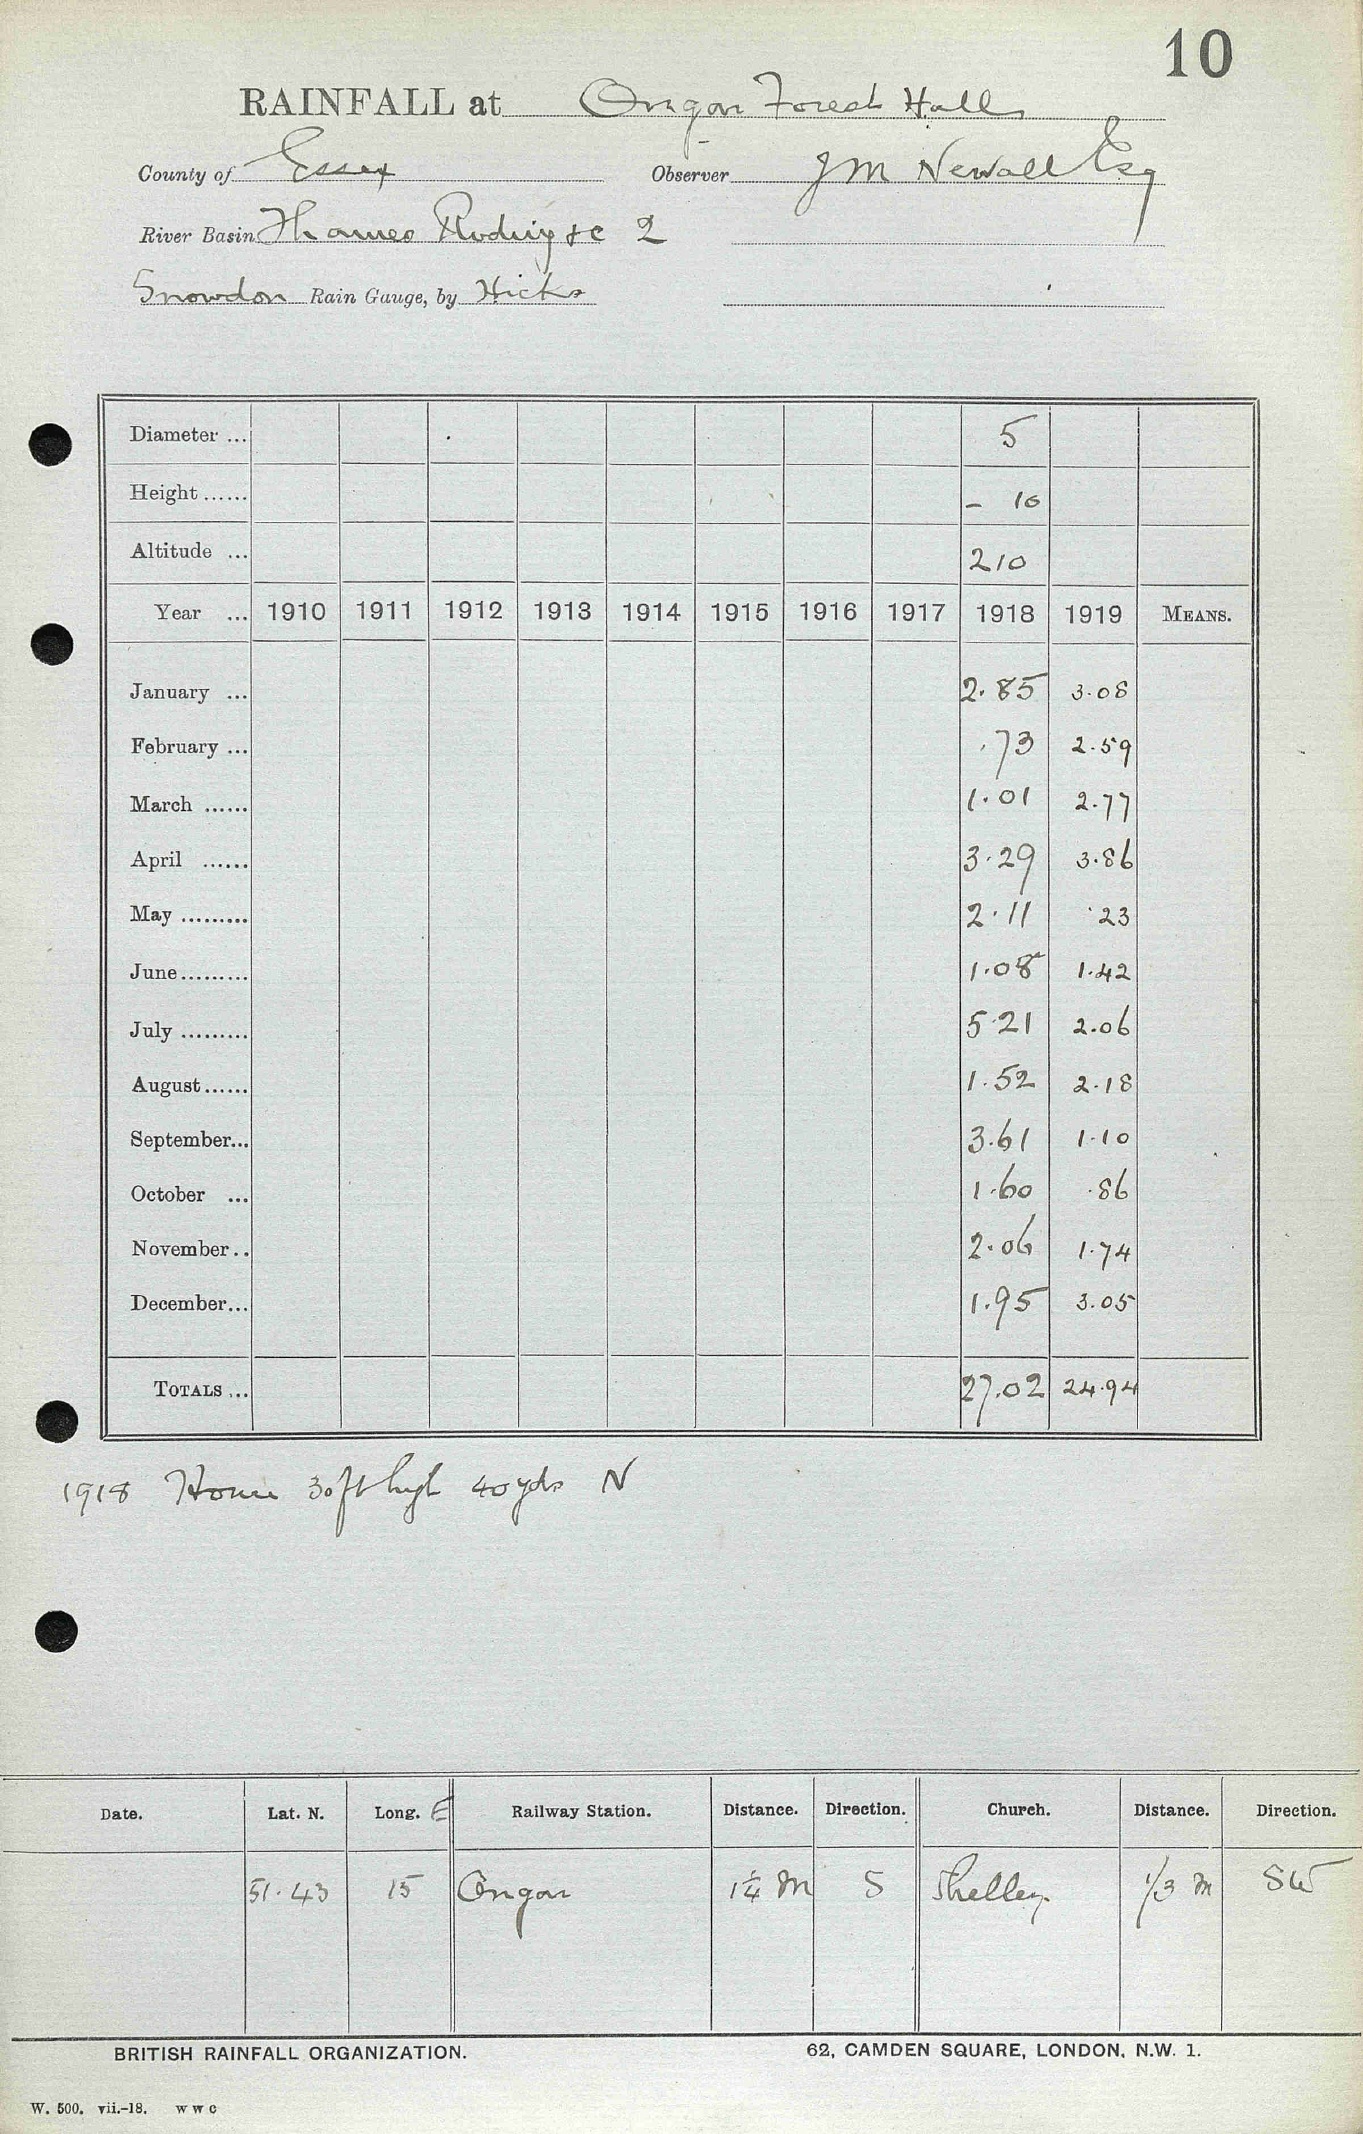 10
RAINFALL at Ongar Forest Hall
County of Essex Observer J M Newall Esq
River Basin Thames Roding &c 2
Snowdon Rain Gauge, by Hicks
Diameter ... 5
Height ...... – 10
Altitude ... 210
Year ... 1910 1911 1912 1913 1914 1915 1916 1917 1918 1919 MEANS.
January ... 2.85 3.08
February ... .73 2.59
March ...... 1.01 2.77
April ...... 3.29 3.86
May ......... 2.11 .23
June ......... 1.08 1.42
July ......... 5.21 2.06
August ...... 1.52 2.18
September... 3.61 1.10
October ... 1.60 .86
November.. 2.06 1.74
December... 1.95 3.05
TOTALS ... 27.02 24.94
1918 House 30ft high 40yds N
Date. Lat. N. Long. E Railway Station. Distance. Direction. Church. Distance. Direction.
51.43 15 Ongar 1¼ M S Shelley 1/3 M SW
BRITISH RAINFALL ORGANIZATION. 62, CAMDEN SQUARE, LONDON, N.W. 1.
W. 500. vii.–18. w w c